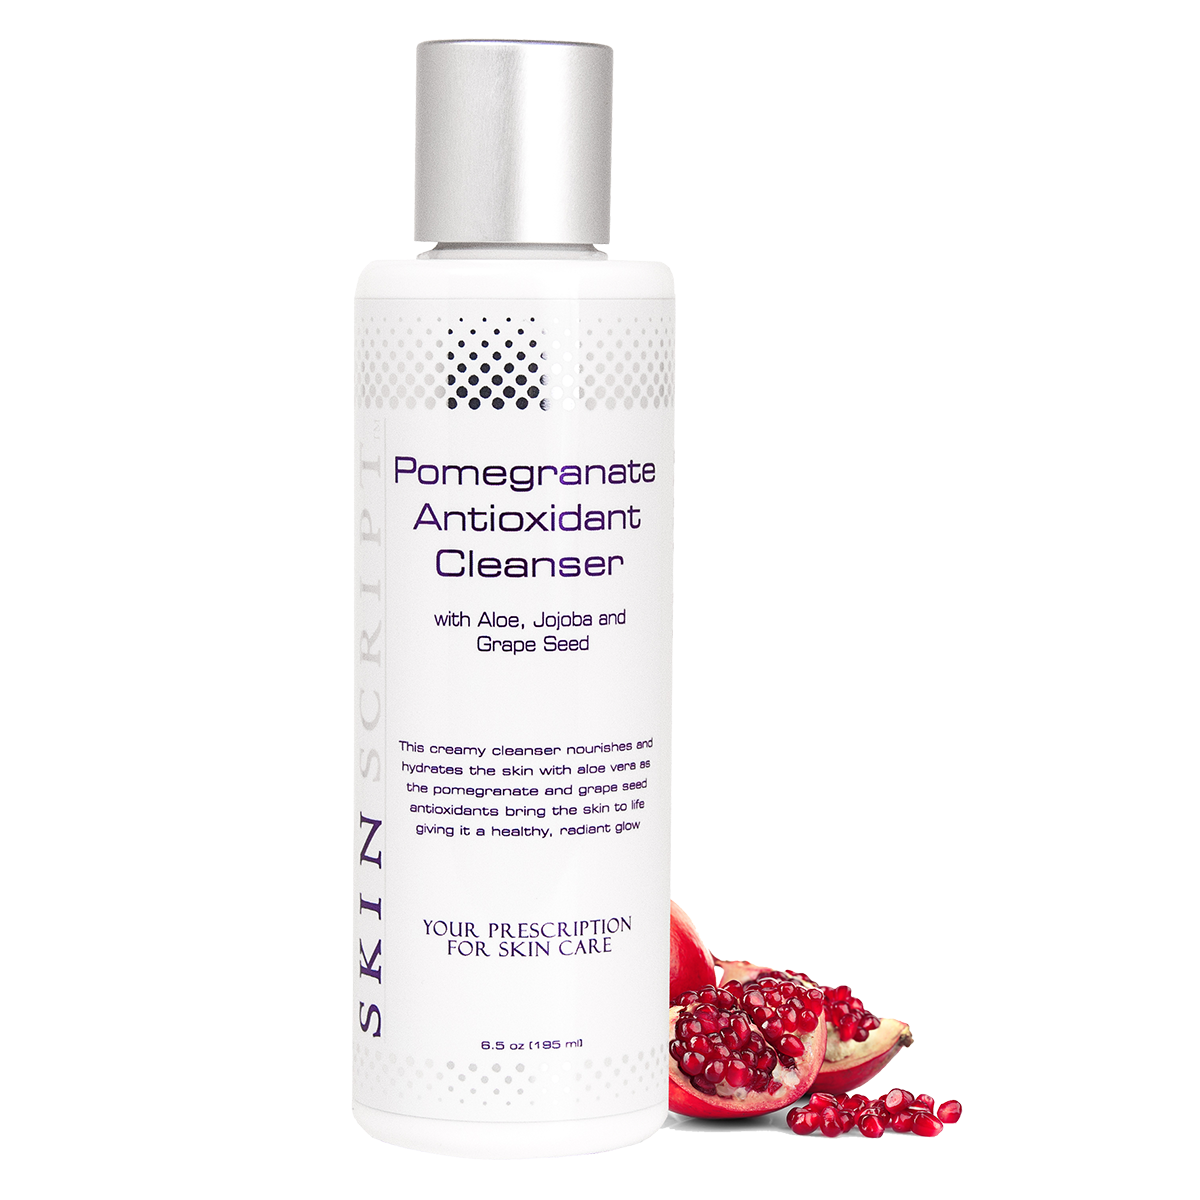 Pomegranate
Antioxidant
Cleanser
with Aloe, Jojoba and
Grape Seed
This creamy cleanser nourishes and
hydrates the skin with aloe vera as
the pomegranate and grape seed
antioxidants bring the skin to life
giving it a healthy, radiant glow
YOUR PRESCRIPTION
FOR SKIN CARE
6.5 oz (195 ml)
SKIN SCRIPT™